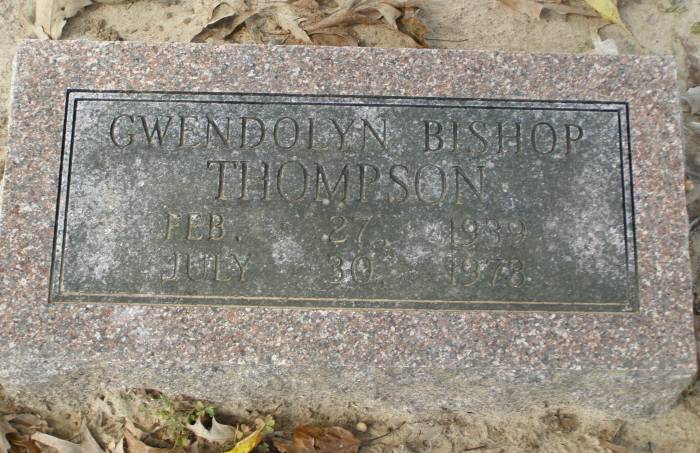 GWENDOLYN BISHOP
THOMPSON
FEB. 27, 1939
JULY 30, 1973